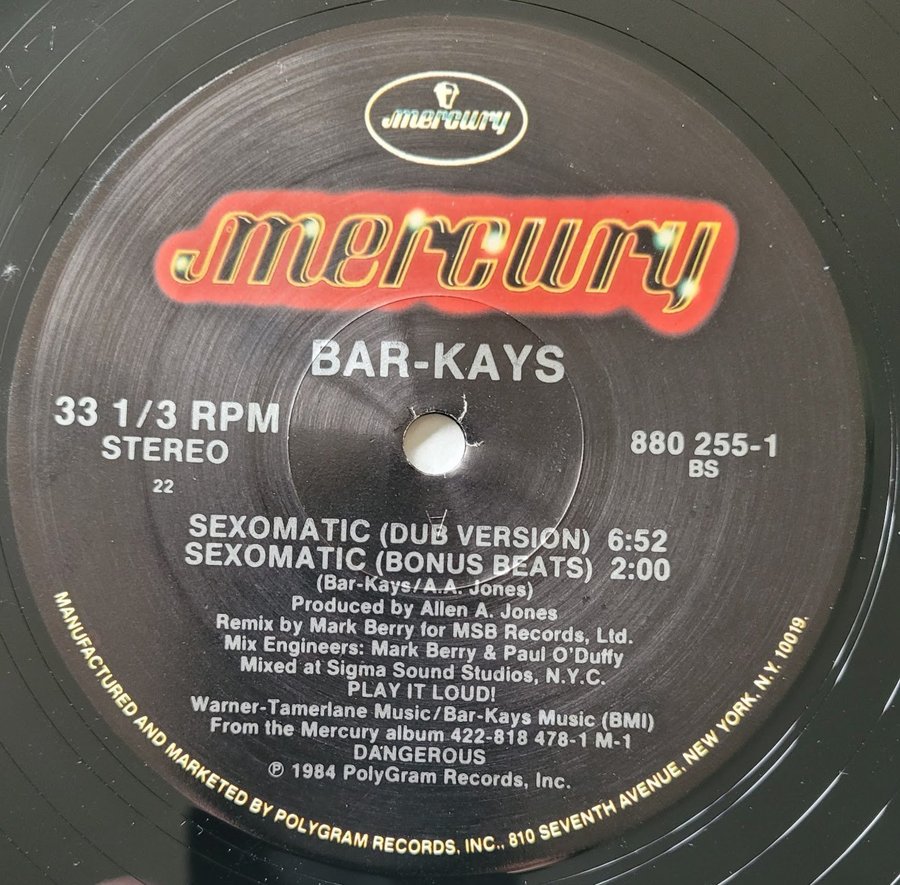 mercury
mercury
BAR-KAYS
33 1/3 RPM
STEREO
22
880 255-1
BS
SEXOMATIC (DUB VERSION) 6:52
SEXOMATIC (BONUS BEATS) 2:00
(Bar-Kays/A.A. Jones)
Produced by Allen A. Jones
Remix by Mark Berry for MSB Records, Ltd.
Mix Engineers: Mark Berry & Paul O'Duffy
Mixed at Sigma Sound Studios, N.Y.C.
PLAY IT LOUD!
Warner-Tamerlane Music/Bar-Kays Music (BMI)
From the Mercury album 422-818 478-1 M-1
DANGEROUS
℗ 1984 PolyGram Records, Inc.
MANUFACTURED AND MARKETED BY POLYGRAM RECORDS, INC., 810 SEVENTH AVENUE, NEW YORK, N.Y. 10019.